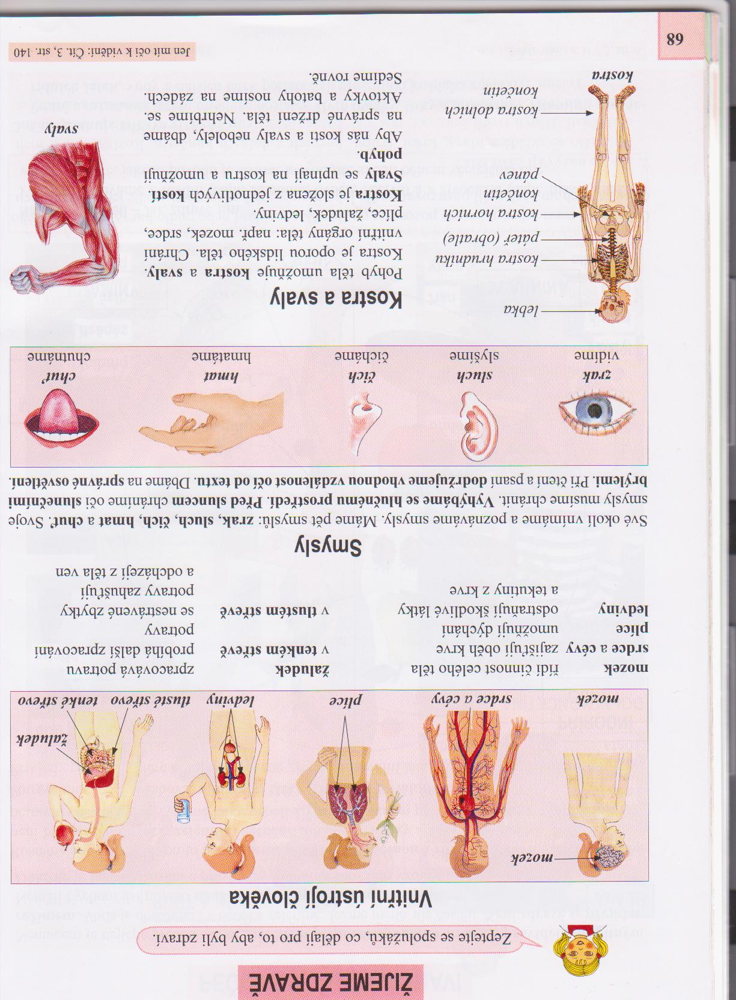 ŽIJEME ZDRAVĚ
Zeptejte se spolužáků, co dělají pro to, aby byli zdraví.
Vnitřní ústrojí člověka
mozek
žaludek
mozek
srdce a cévy
plíce
ledviny
tlusté střevo
tenké střevo
mozek řídí činnost celého těla
srdce a cévy zajišťují oběh krve
plíce umožňují dýchání
ledviny odstraňují škodlivé látky
a tekutiny z krve
žaludek zpracovává potravu
v tenkém střevě probíhá další zpracování
potravy
v tlustém střevě se nestrávené zbytky
potravy zahušťují
a odcházejí z těla ven
Smysly
Své okolí vnímáme a poznáváme smysly. Máme pět smyslů: zrak, sluch, čich, hmat a chuť. Svoje
smysly musíme chránit. Vyhýbáme se hlučnému prostředí. Před sluncem chráníme oči slunečními
brýlemi. Při čtení a psaní dodržujeme vhodnou vzdálenost očí od textu. Dbáme na správné osvětlení.
zrak
vidíme
sluch
slyšíme
čich
čicháme
hmat
hmatáme
chuť
chutnáme
lebka
kostra hrudníku
páteř (obratle)
kostra horních
končetin
pánev
kostra dolních
končetin
kostra
Kostra a svaly
Pohyb těla umožňuje kostra a svaly.
Kostra je oporou lidského těla. Chrání
vnitřní orgány těla: např. mozek, srdce,
plíce, žaludek, ledviny.
Kostra je složena z jednotlivých kostí.
Svaly se upínají na kostru a umožňují
pohyb.
Aby nás kosti a svaly nebolely, dbáme
na správné držení těla. Nehrbíme se.
Aktovky a batohy nosíme na zádech.
Sedíme rovně.
svaly
68
Jen mít oči k vidění: Čít. 3, str. 140